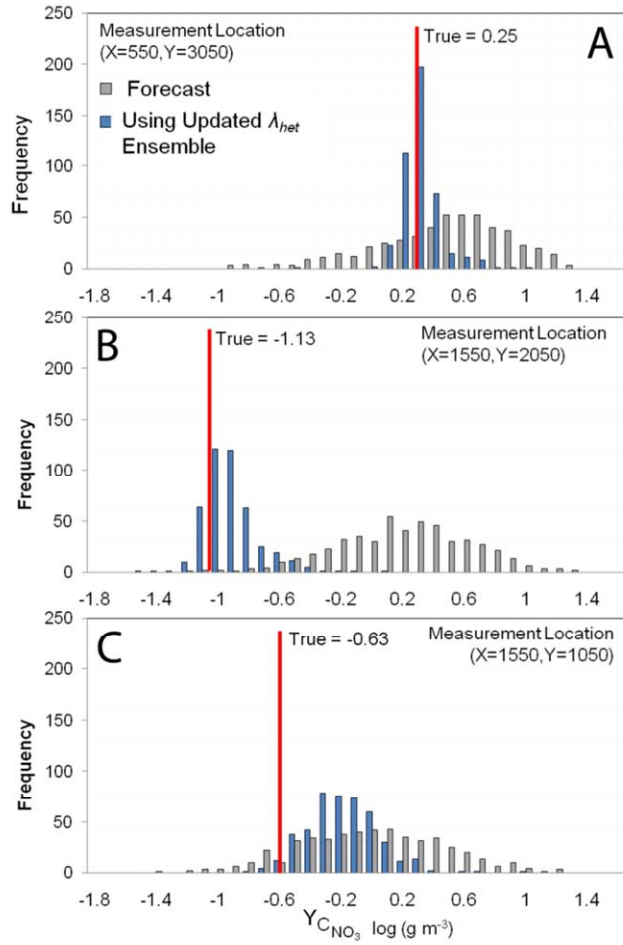 250
200
150
100
50
0
Frequency
Measurement Location
(X=550,Y=3050)
Forecast
Using Updated λhet
Ensemble
True = 0.25
A
-1.8 -1.4 -1 -0.6 -0.2 0.2 0.6 1 1.4
250
200
150
100
50
0
Frequency
B
True = -1.13
Measurement Location
(X=1550,Y=2050)
-1.8 -1.4 -1 -0.6 -0.2 0.2 0.6 1 1.4
250
200
150
100
50
0
Frequency
C
True = -0.63
Measurement Location
(X=1550,Y=1050)
-1.8 -1.4 -1 -0.6 -0.2 0.2 0.6 1 1.4
YCNO3 log (g m-3)